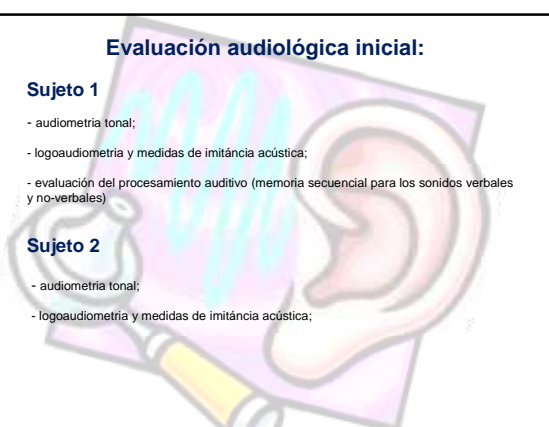 Evaluación audiológica inicial:
Sujeto 1
- audiometria tonal;
- logoaudiometria y medidas de imitáncia acústica;
- evaluación del procesamiento auditivo (memoria secuencial para los sonidos verbales
y no-verbales)
Sujeto 2
- audiometria tonal;
- logoaudiometria y medidas de imitáncia acústica;